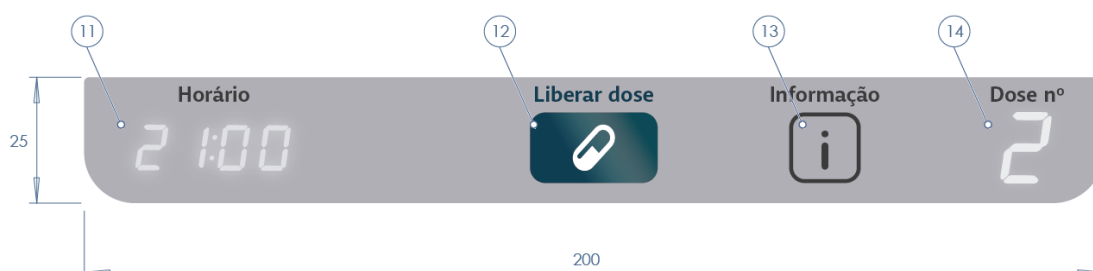 11
12
13
14
Horário
Liberar dose
Informação
Dose nº
25
21:00
i
2
200